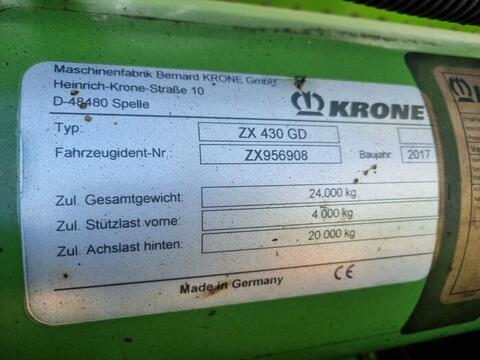 Maschinenfabrik Bernard KRONE GmbH
Heinrich-Krone-Straße 10
D-48480 Spelle
KRONE
Typ: ZX 430 GD
Fahrzeugident-Nr.: ZX956908 Baujahr 2017
Zul. Gesamtgewicht: 24.000 kg
Zul. Stützlast vorne: 4.000 kg
Zul. Achslast hinten: 20.000 kg
Made in Germany CE